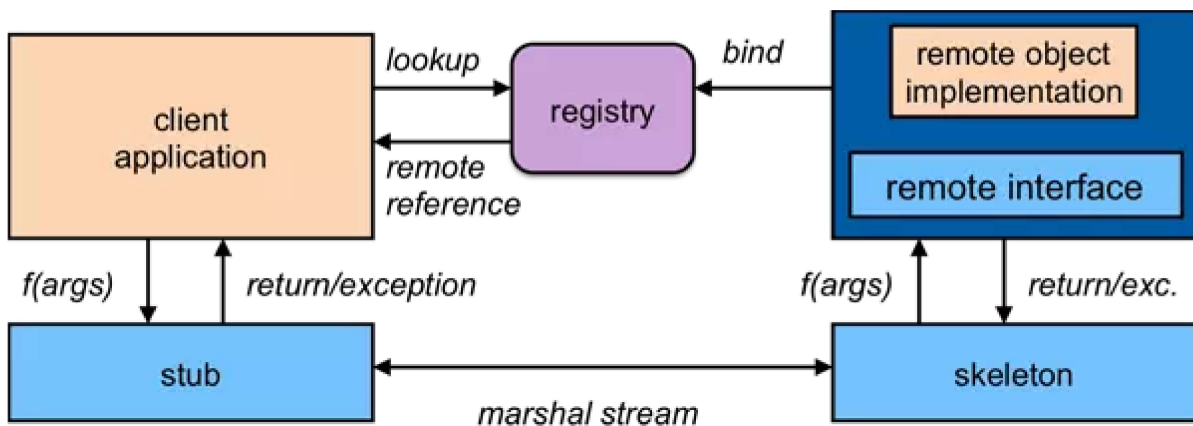 lookup
bind
remote object
implementation
client
application
registry
remote
reference
remote interface
f(args)
return/exception
f(args)
return/exc.
stub
skeleton
marshal stream